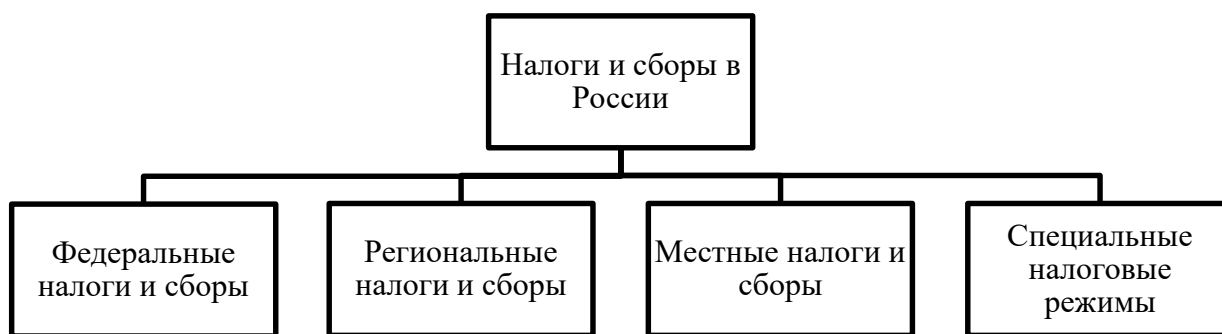 Налоги и сборы в
России
Федеральные
налоги и сборы
Региональные
налоги и сборы
Местные налоги и
сборы
Специальные
налоговые
режимы